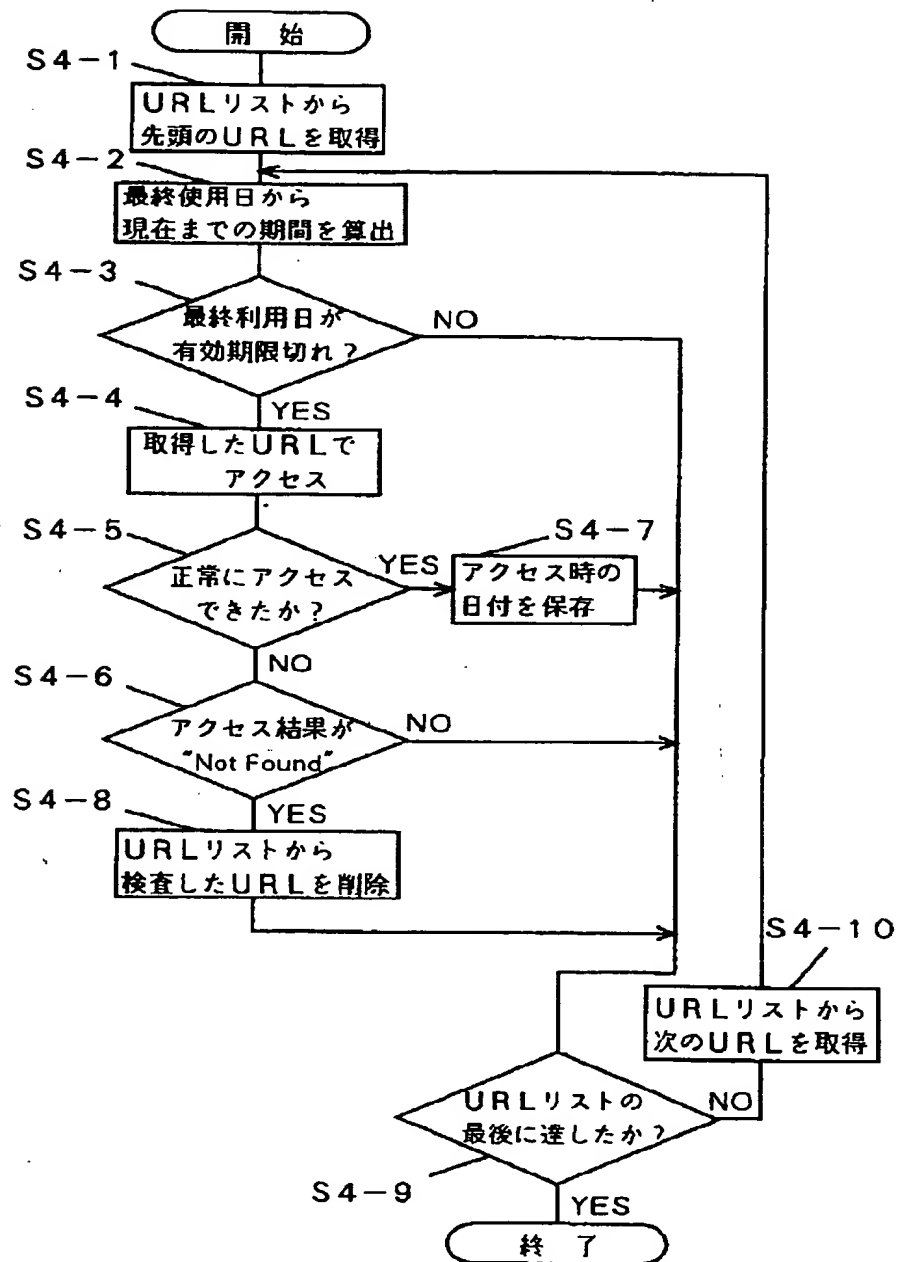 開 始
S4-1
URLリストから
先頭のURLを取得
S4-2
最終使用日から
現在までの期間を算出
S4-3
最終利用日が
有効期限切れ?
NO
YES
S4-4
取得したURLで
アクセス
S4-5
正常にアクセス
できたか?
YES
S4-7
アクセス時の
日付を保存
NO
S4-6
アクセス結果が
"Not Found"
NO
YES
S4-8
URLリストから
検査したURLを削除
S4-10
URLリストから
次のURLを取得
URLリストの
最後に達したか?
NO
S4-9
YES
終 了